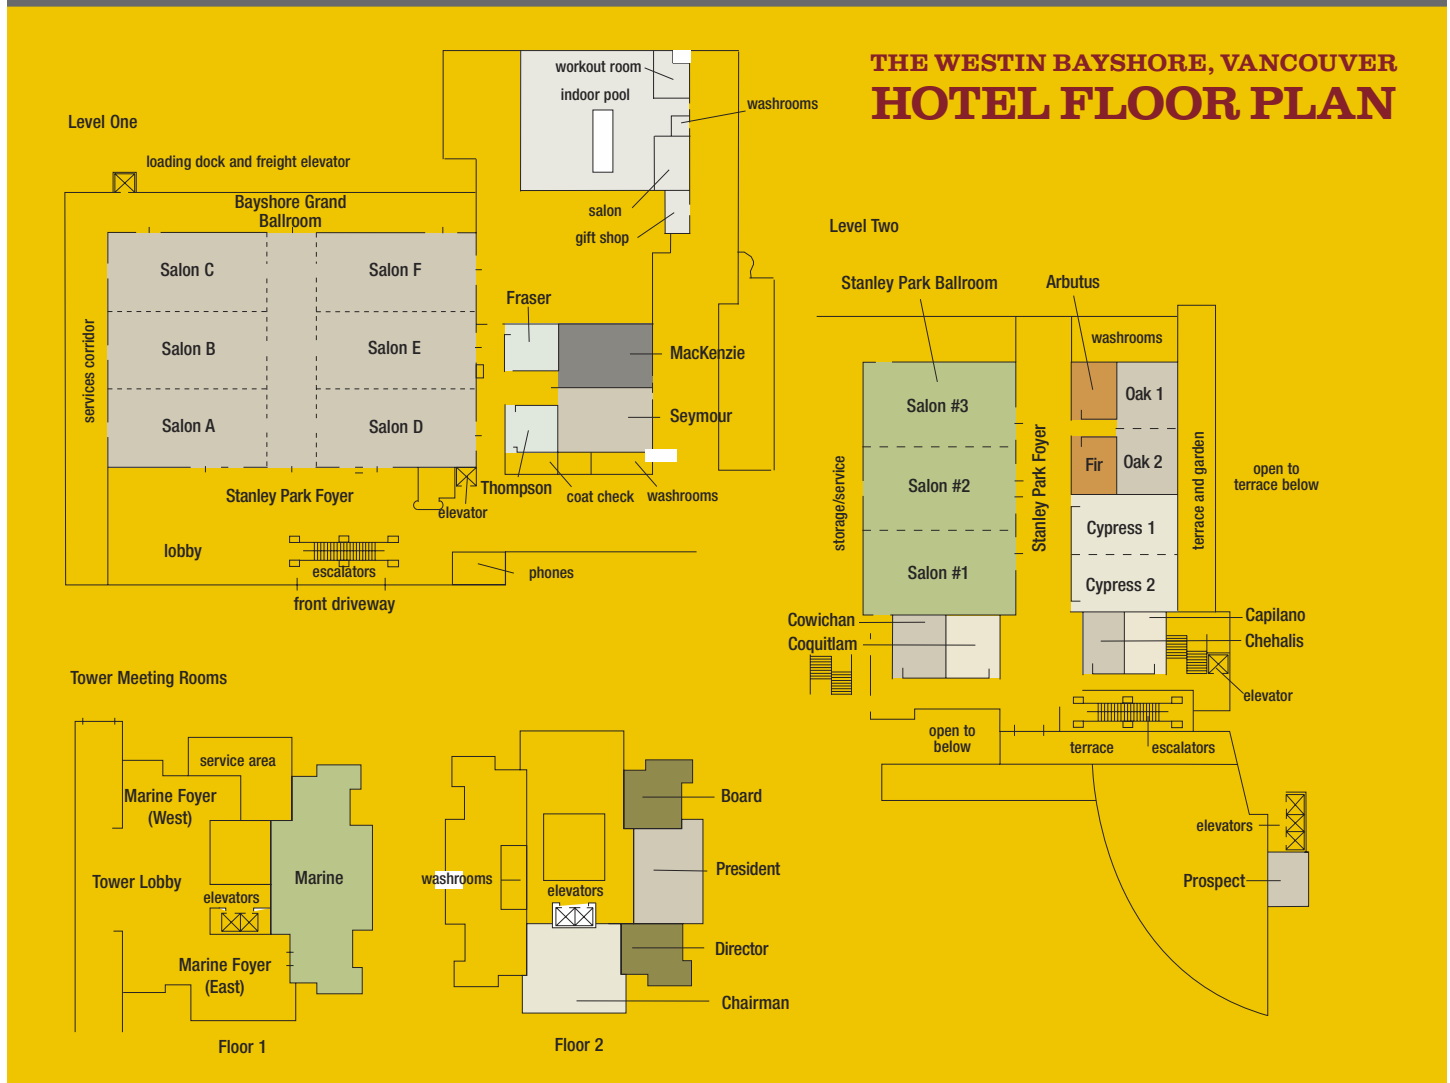 THE WESTIN BAYSHORE, VANCOUVER
HOTEL FLOOR PLAN
Level One
loading dock and freight elevator
Bayshore Grand
Ballroom
Salon C
Salon F
Salon B
Salon E
Salon A
Salon D
services corridor
Stanley Park Foyer
lobby
escalators
front driveway
elevator
phones
workout room
indoor pool
washrooms
salon
gift shop
Fraser
MacKenzie
Seymour
Thompson
coat check
washrooms
Level Two
Stanley Park Ballroom
Arbutus
washrooms
Salon #3
Oak 1
Salon #2
Fir
Oak 2
Salon #1
Cypress 1
Cypress 2
storage/service
Stanley Park Foyer
terrace and garden
open to
terrace below
Cowichan
Coquitlam
Capilano
Chehalis
elevator
open to
below
terrace
escalators
elevators
Prospect
Tower Meeting Rooms
service area
Marine Foyer
(West)
Tower Lobby
Marine
elevators
Marine Foyer
(East)
Floor 1
washrooms
elevators
Board
President
Director
Chairman
Floor 2